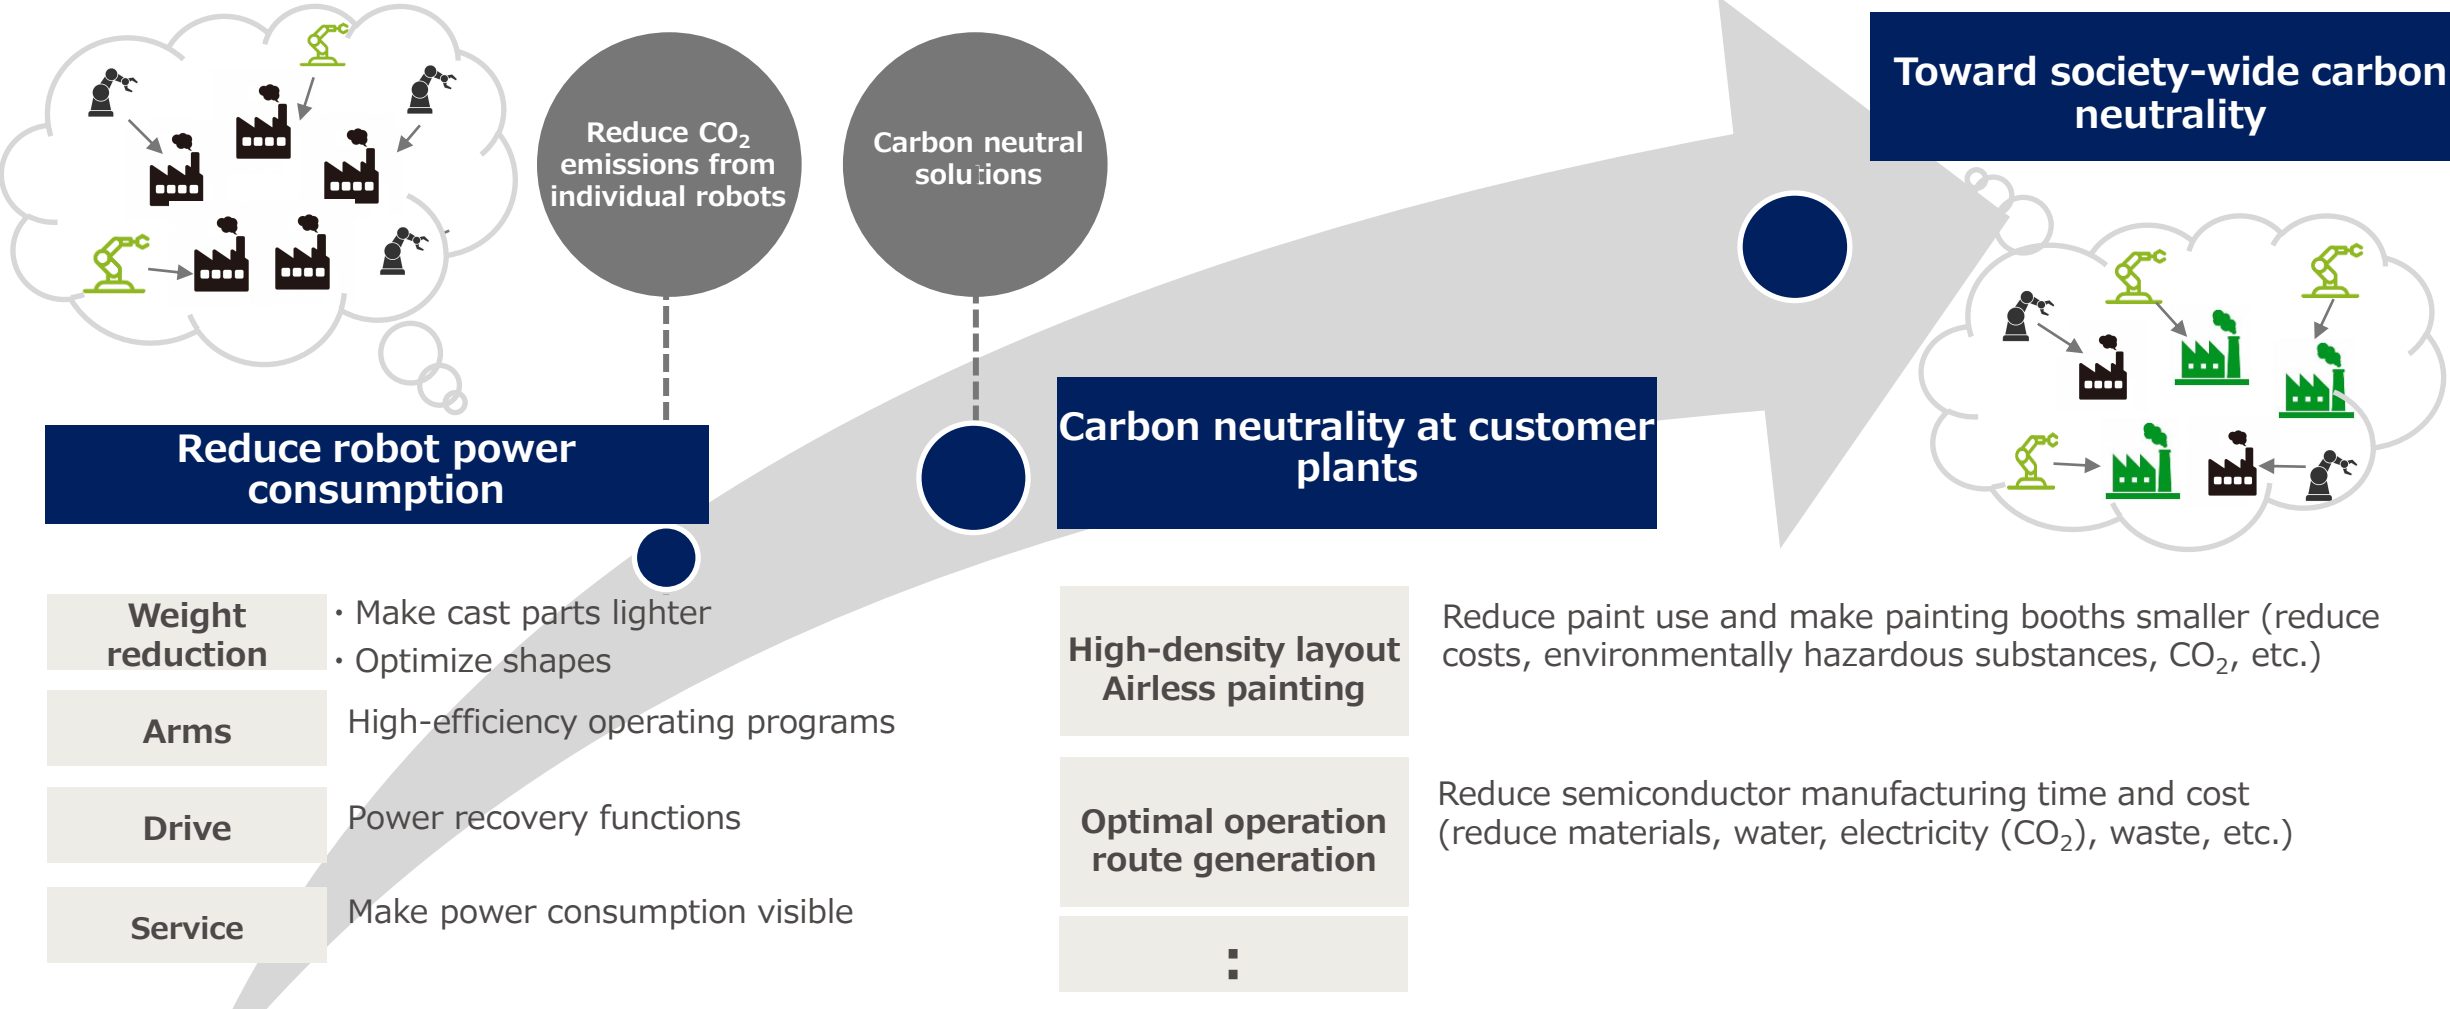 Reduce CO₂
emissions from
individual robots
Carbon neutral
solutions
Toward society-wide carbon
neutrality
Reduce robot power
consumption
Carbon neutrality at customer
plants
Weight
reduction
・Make cast parts lighter
・Optimize shapes
Arms
High-efficiency operating programs
Drive
Power recovery functions
Service
Make power consumption visible
High-density layout
Airless painting
Reduce paint use and make painting booths smaller (reduce
costs, environmentally hazardous substances, CO₂, etc.)
Optimal operation
route generation
Reduce semiconductor manufacturing time and cost
(reduce materials, water, electricity (CO₂), waste, etc.)
: